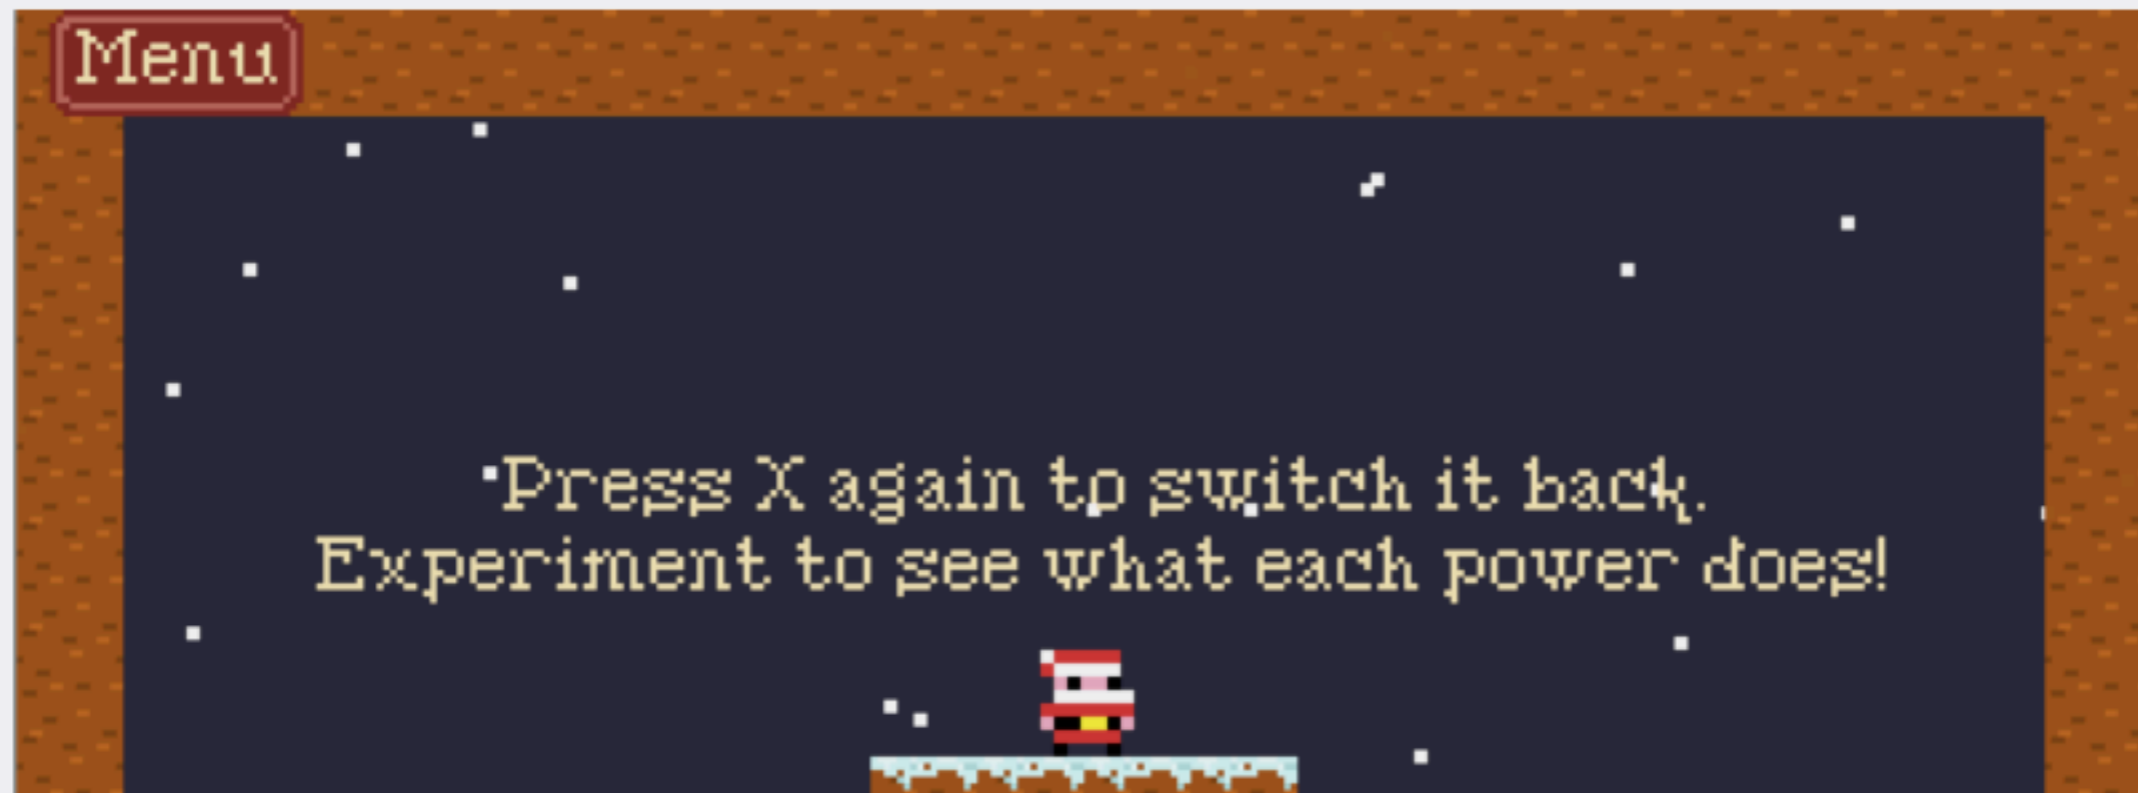 Menu
Press X again to switch it back.
Experiment to see what each power does!